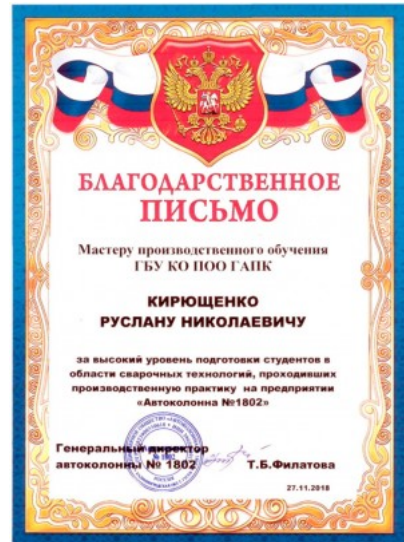 БЛАГОДАРСТВЕННОЕ
ПИСЬМО
Мастеру производственного обучения
ГБУ КО ПОО ГАПК
КИРЮЩЕНКО
РУСЛАНУ НИКОЛАЕВИЧУ
за высокий уровень подготовки студентов в
области сварочных технологий, проходивших
производственную практику на предприятии
«Автоколонна №1802»
Генеральный директор
автоколонны № 1802 Т.Б.Филатова
27.11.2018